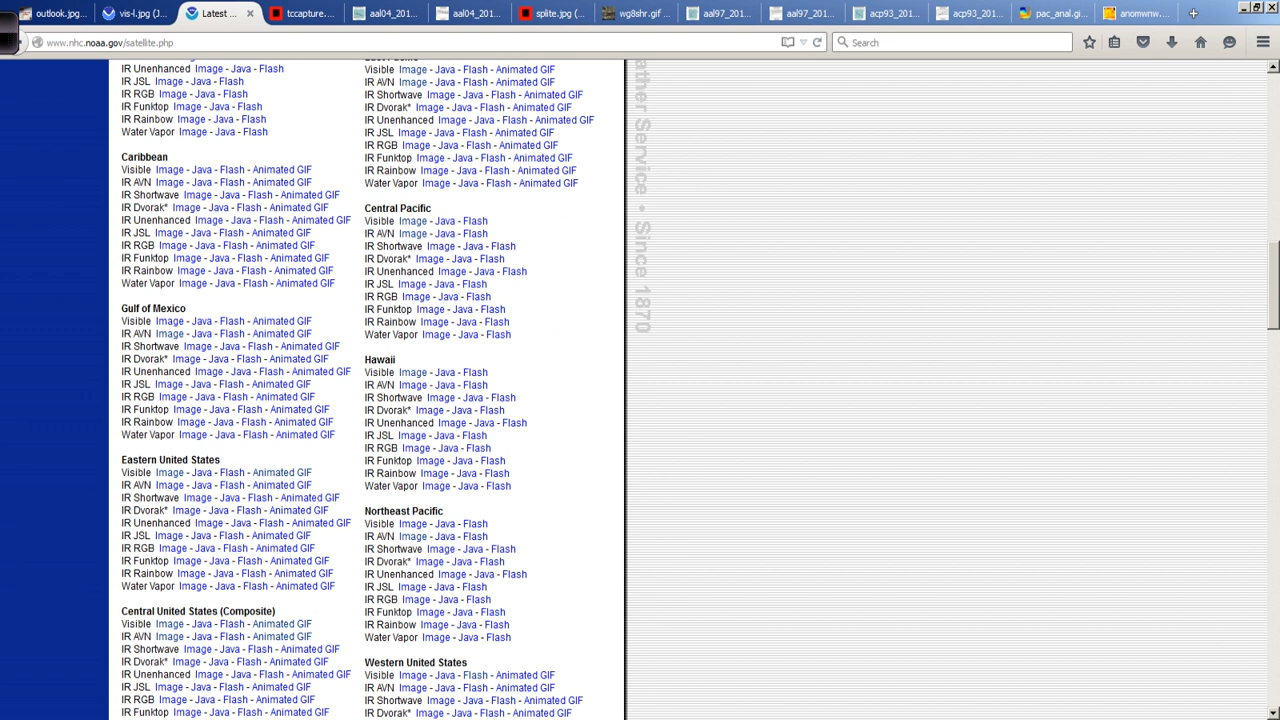 outlook.jpg...
vis-l.jpg (J...
Latest ...
tccapture....
aal04_201...
aal04_201...
splite.jpg (...
wg8shr.gif ...
aal97_201...
aal97_201...
acp93_201...
acp93_201...
pac_anal.gi...
anomwnw....
www.nhc.noaa.gov/satellite.php
Search
IR Unenhanced Image - Java - Flash
IR JSL Image - Java - Flash
IR RGB Image - Java - Flash
IR Funktop Image - Java - Flash
IR Rainbow Image - Java - Flash
Water Vapor Image - Java - Flash
Caribbean
Visible Image - Java - Flash - Animated GIF
IR AVN Image - Java - Flash - Animated GIF
IR Shortwave Image - Java - Flash - Animated GIF
IR Dvorak* Image - Java - Flash - Animated GIF
IR Unenhanced Image - Java - Flash - Animated GIF
IR JSL Image - Java - Flash - Animated GIF
IR RGB Image - Java - Flash - Animated GIF
IR Funktop Image - Java - Flash - Animated GIF
IR Rainbow Image - Java - Flash - Animated GIF
Water Vapor Image - Java - Flash - Animated GIF
Gulf of Mexico
Visible Image - Java - Flash - Animated GIF
IR AVN Image - Java - Flash - Animated GIF
IR Shortwave Image - Java - Flash - Animated GIF
IR Dvorak* Image - Java - Flash - Animated GIF
IR Unenhanced Image - Java - Flash - Animated GIF
IR JSL Image - Java - Flash - Animated GIF
IR RGB Image - Java - Flash - Animated GIF
IR Funktop Image - Java - Flash - Animated GIF
IR Rainbow Image - Java - Flash - Animated GIF
Water Vapor Image - Java - Flash - Animated GIF
Eastern United States
Visible Image - Java - Flash - Animated GIF
IR AVN Image - Java - Flash - Animated GIF
IR Shortwave Image - Java - Flash - Animated GIF
IR Dvorak* Image - Java - Flash - Animated GIF
IR Unenhanced Image - Java - Flash - Animated GIF
IR JSL Image - Java - Flash - Animated GIF
IR RGB Image - Java - Flash - Animated GIF
IR Funktop Image - Java - Flash - Animated GIF
IR Rainbow Image - Java - Flash - Animated GIF
Water Vapor Image - Java - Flash - Animated GIF
Central United States (Composite)
Visible Image - Java - Flash - Animated GIF
IR AVN Image - Java - Flash - Animated GIF
IR Shortwave Image - Java - Flash - Animated GIF
IR Dvorak* Image - Java - Flash - Animated GIF
IR Unenhanced Image - Java - Flash - Animated GIF
IR JSL Image - Java - Flash - Animated GIF
IR RGB Image - Java - Flash - Animated GIF
IR Funktop Image - Java - Flash - Animated GIF
Visible Image - Java - Flash - Animated GIF
IR AVN Image - Java - Flash - Animated GIF
IR Shortwave Image - Java - Flash - Animated GIF
IR Dvorak* Image - Java - Flash - Animated GIF
IR Unenhanced Image - Java - Flash - Animated GIF
IR JSL Image - Java - Flash - Animated GIF
IR RGB Image - Java - Flash - Animated GIF
IR Funktop Image - Java - Flash - Animated GIF
IR Rainbow Image - Java - Flash - Animated GIF
Water Vapor Image - Java - Flash - Animated GIF
Central Pacific
Visible Image - Java - Flash
IR AVN Image - Java - Flash
IR Shortwave Image - Java - Flash
IR Dvorak* Image - Java - Flash
IR Unenhanced Image - Java - Flash
IR JSL Image - Java - Flash
IR RGB Image - Java - Flash
IR Funktop Image - Java - Flash
IR Rainbow Image - Java - Flash
Water Vapor Image - Java - Flash
Hawaii
Visible Image - Java - Flash
IR AVN Image - Java - Flash
IR Shortwave Image - Java - Flash
IR Dvorak* Image - Java - Flash
IR Unenhanced Image - Java - Flash
IR JSL Image - Java - Flash
IR RGB Image - Java - Flash
IR Funktop Image - Java - Flash
IR Rainbow Image - Java - Flash
Water Vapor Image - Java - Flash
Northeast Pacific
Visible Image - Java - Flash
IR AVN Image - Java - Flash
IR Shortwave Image - Java - Flash
IR Dvorak* Image - Java - Flash
IR Unenhanced Image - Java - Flash
IR JSL Image - Java - Flash
IR RGB Image - Java - Flash
IR Funktop Image - Java - Flash
IR Rainbow Image - Java - Flash
Water Vapor Image - Java - Flash
Western United States
Visible Image - Java - Flash - Animated GIF
IR AVN Image - Java - Flash - Animated GIF
IR Shortwave Image - Java - Flash - Animated GIF
IR Dvorak* Image - Java - Flash - Animated GIF
ather Service • Since 1870